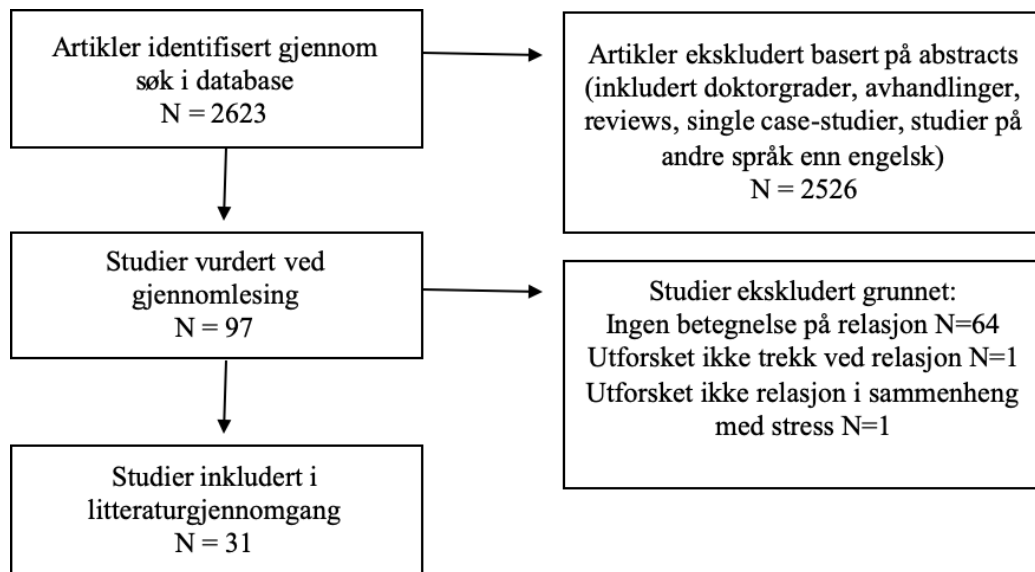 Artikler identifisert gjennom
søk i database
N = 2623
Artikler ekskludert basert på abstracts
(inkludert doktorgrader, avhandlinger,
reviews, single case-studier, studier på
andre språk enn engelsk)
N = 2526
Studier vurdert ved
gjennomlesing
N = 97
Studier ekskludert grunnet:
Ingen betegnelse på relasjon N=64
Utforsket ikke trekk ved relasjon N=1
Utforsket ikke relasjon i sammenheng
med stress N=1
Studier inkludert i
litteraturgjennomgang
N = 31